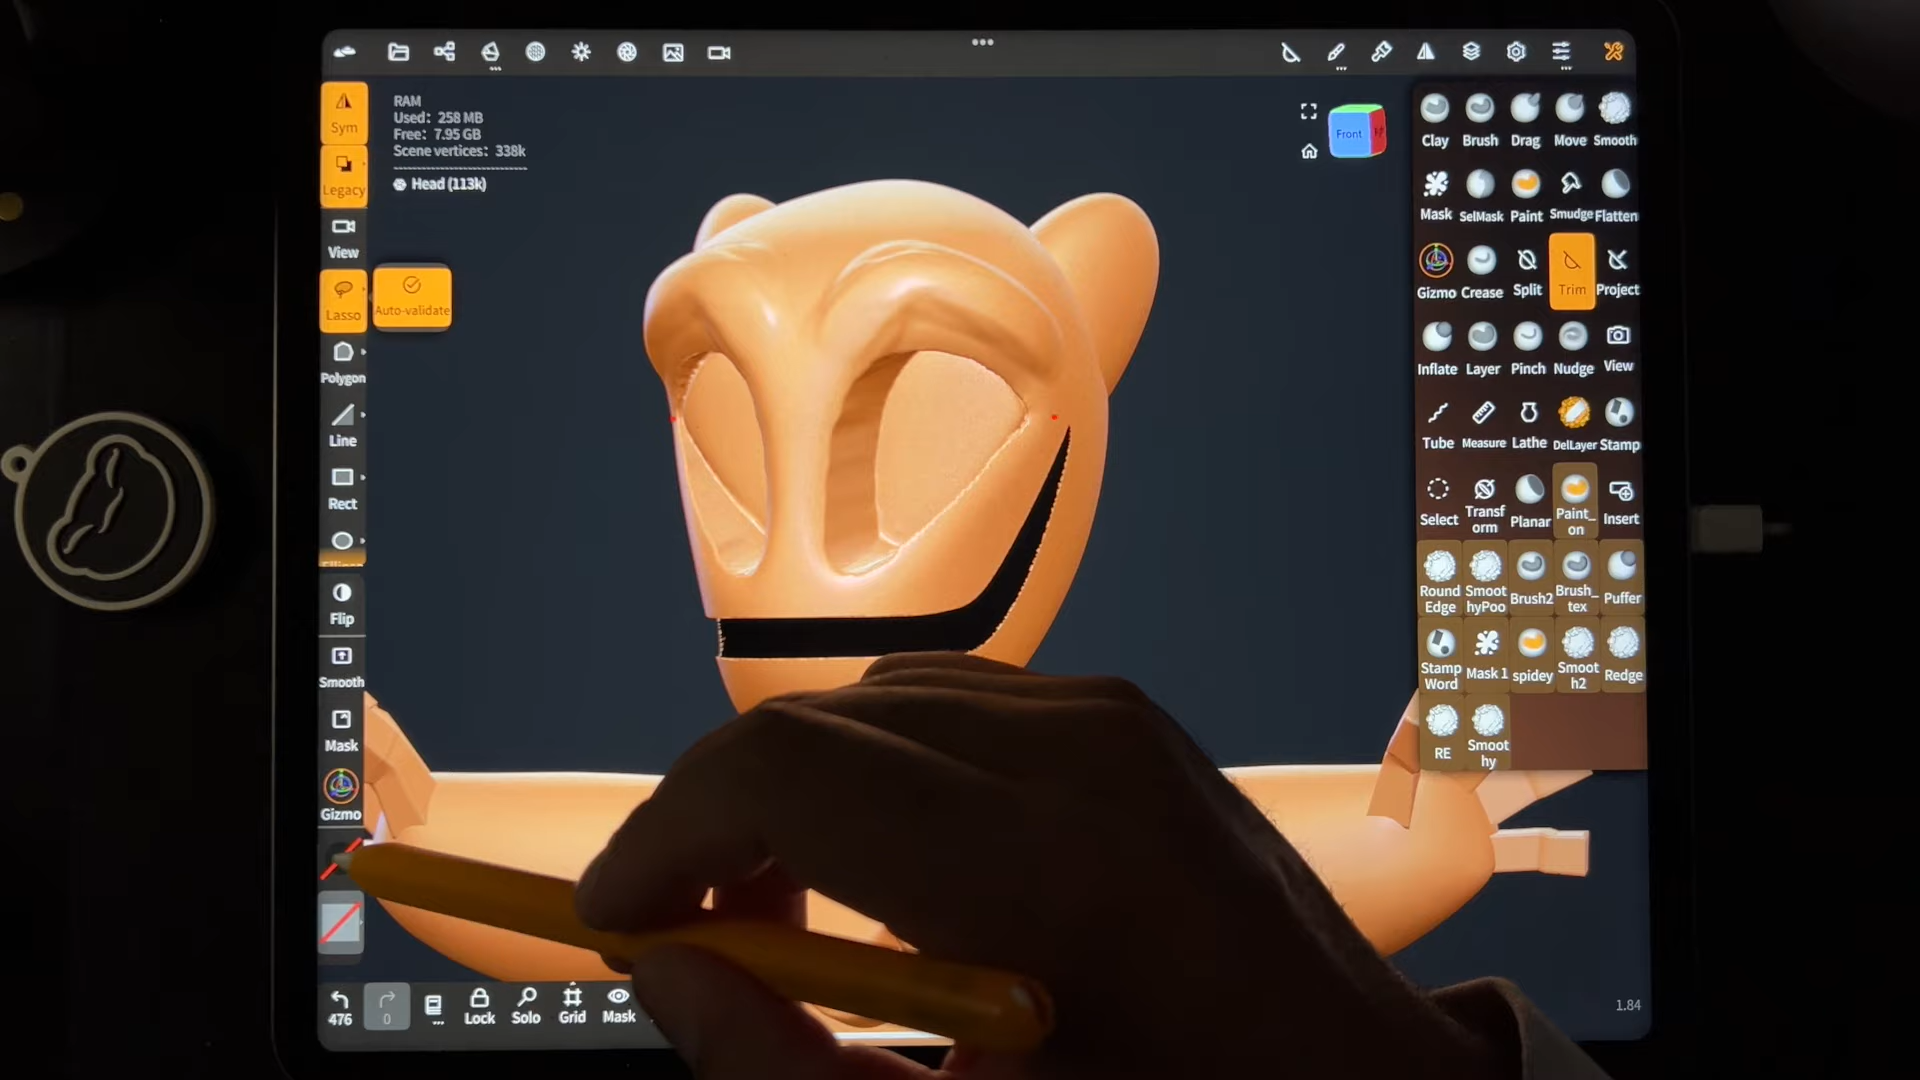 RAM
Used: 258 MB
Free: 7.95 GB
Scene vertices: 338k
Head (113k)
Sym
Legacy
View
Lasso
Auto-validate
Polygon
Line
Rect
Flip
Smooth
Mask
Gizmo
476
0
Lock
Solo
Grid
Mask
Front
Clay
Brush
Drag
Move
Smooth
Mask
SelMask
Paint
Smudge
Flatten
Gizmo
Crease
Split
Trim
Project
Inflate
Layer
Pinch
Nudge
View
Tube
Measure
Lathe
DelLayer
Stamp
Select
Transf
orm
Planar
Paint_
on
Insert
Round
Edge
Smoot
hyPoo
Brush2
Brush_
tex
Puffer
Stamp
Word
Mask 1
spidey
Smoot
h2
Redge
RE
Smoot
hy
1.84